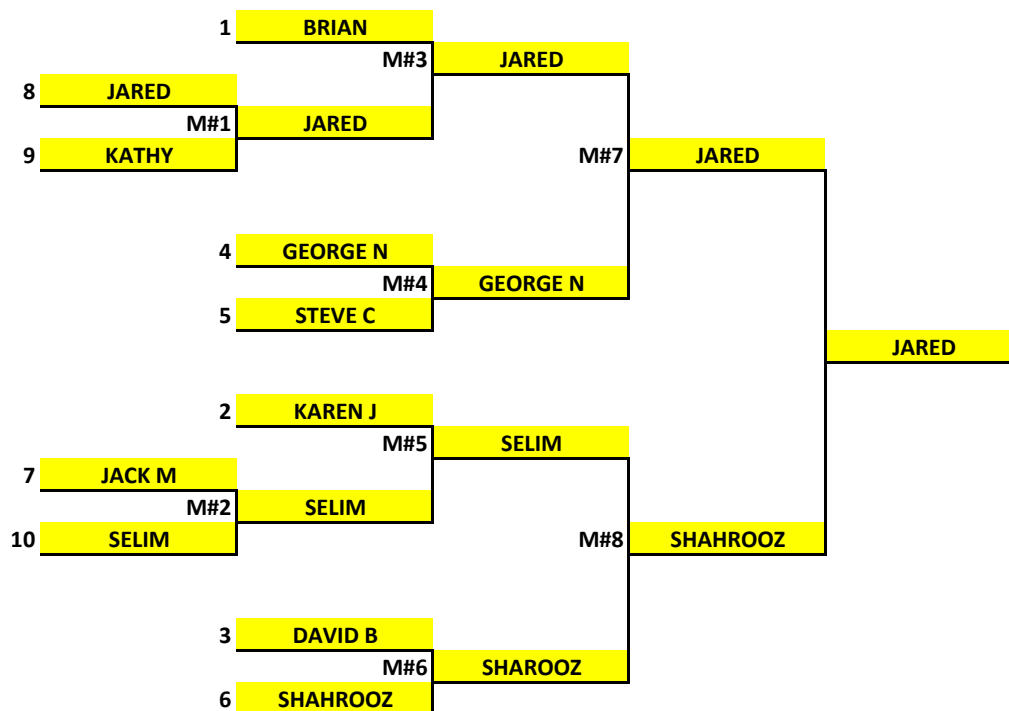 1 BRIAN
M#3 JARED
8 JARED
M#1 JARED
9 KATHY
M#7 JARED
4 GEORGE N
M#4 GEORGE N
5 STEVE C
JARED
2 KAREN J
M#5 SELIM
7 JACK M
M#2 SELIM
10 SELIM
M#8 SHAHROOZ
3 DAVID B
M#6 SHAROOZ
6 SHAHROOZ